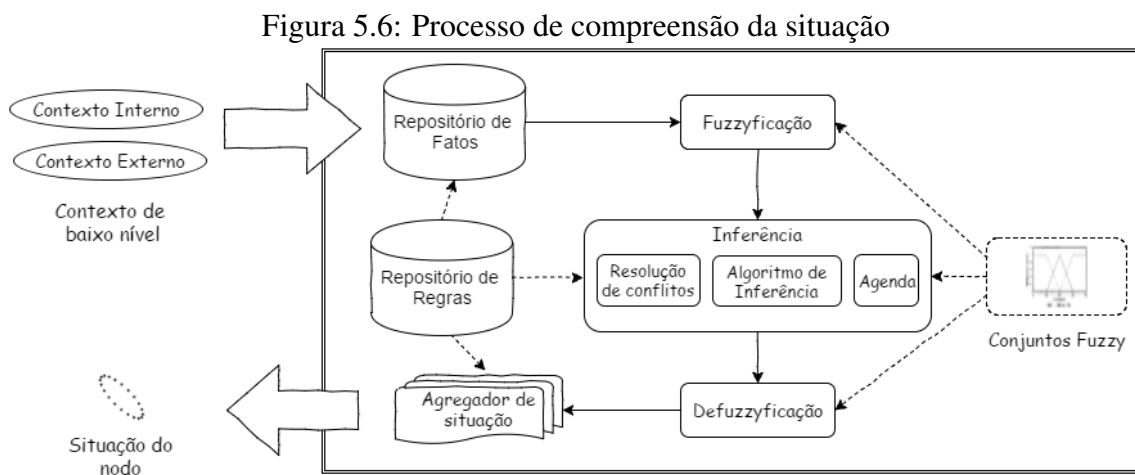 Figura 5.6: Processo de compreensão da situação
Contexto Interno
Contexto Externo
Contexto de
baixo nível
Repositório de
Fatos
Fuzzyficação
Repositório de
Regras
Inferência
Resolução
de conflitos
Algoritmo de
Inferência
Agenda
Conjuntos Fuzzy
Agregador de
situação
Defuzzyficação
Situação do
nodo